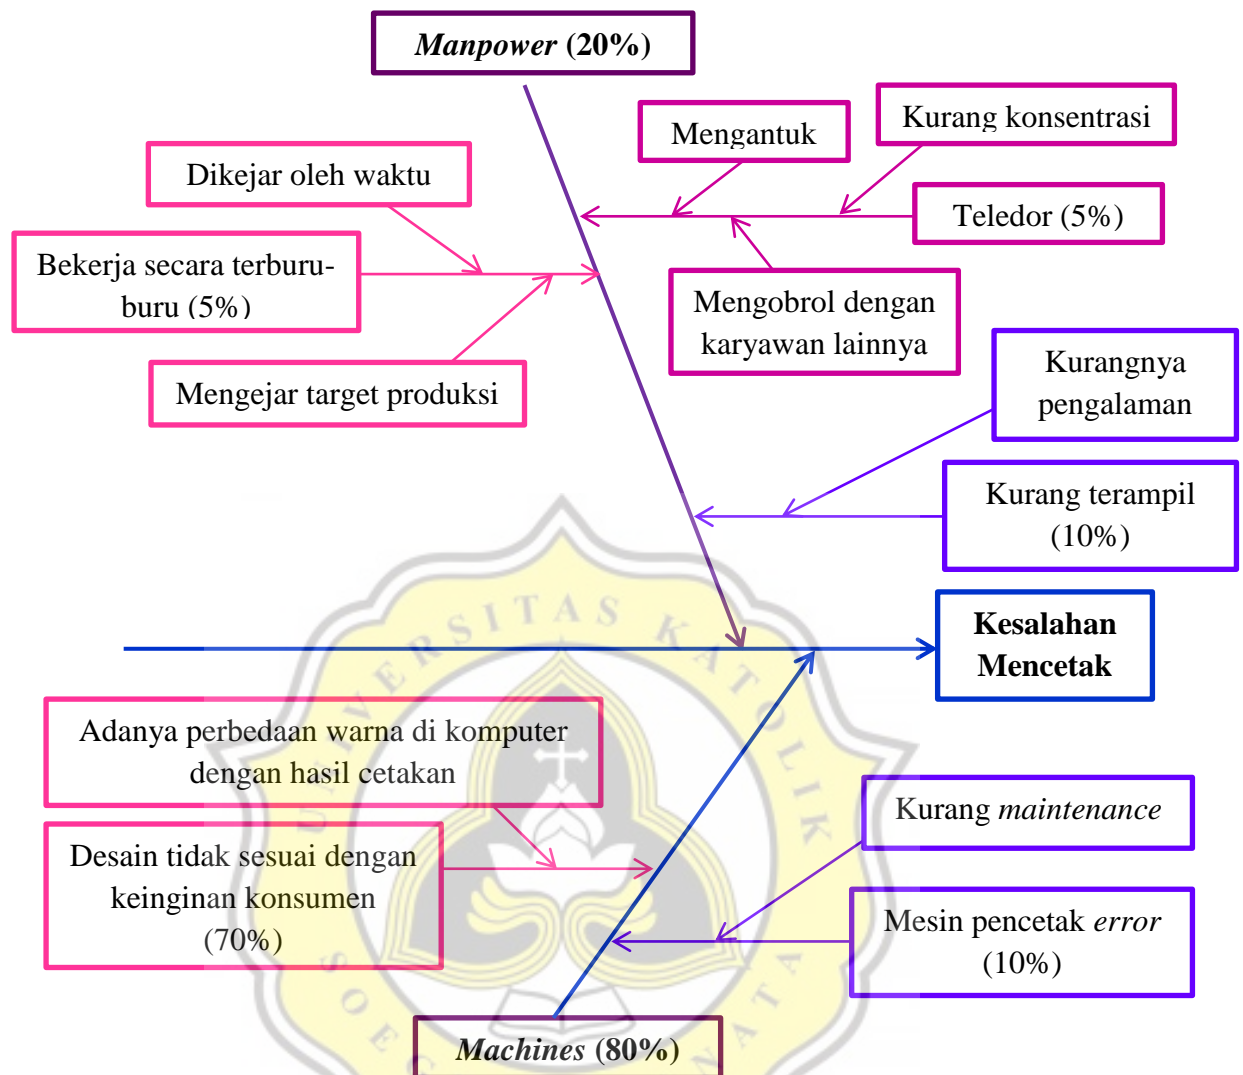 Manpower (20%)
Mengantuk
Kurang konsentrasi
Dikejar oleh waktu
Teledor (5%)
Bekerja secara terburu-
buru (5%)
Mengobrol dengan
karyawan lainnya
Mengejar target produksi
Kurangnya
pengalaman
Kurang terampil
(10%)
Kesalahan
Mencetak
Adanya perbedaan warna di komputer
dengan hasil cetakan
Kurang maintenance
Desain tidak sesuai dengan
keinginan konsumen
(70%)
Mesin pencetak error
(10%)
Machines (80%)
UNIVERSITAS KATOLIK